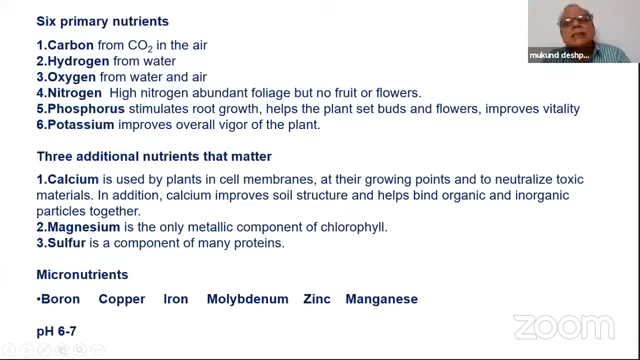 Six primary nutrients
1.Carbon from CO2 in the air
2.Hydrogen from water
3.Oxygen from water and air
4.Nitrogen High nitrogen abundant foliage but no fruit or flowers.
5.Phosphorus stimulates root growth, helps the plant set buds and flowers, improves vitality
6.Potassium improves overall vigor of the plant.
Three additional nutrients that matter
1.Calcium is used by plants in cell membranes, at their growing points and to neutralize toxic
materials. In addition, calcium improves soil structure and helps bind organic and inorganic
particles together.
2.Magnesium is the only metallic component of chlorophyll.
3.Sulfur is a component of many proteins.
Micronutrients
•Boron Copper Iron Molybdenum Zinc Manganese
pH 6-7
mukund deshp...
zoom